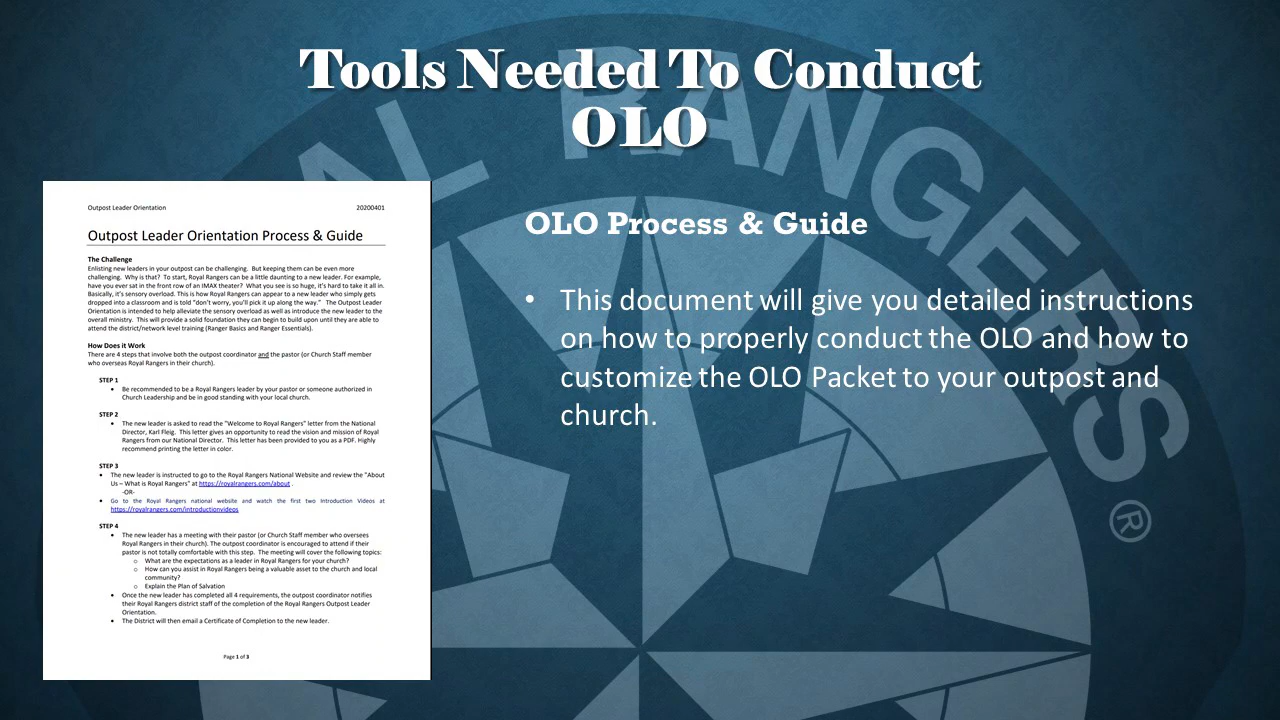 Tools Needed To Conduct
OLO
Outpost Leader Orientation 20200401
Outpost Leader Orientation Process & Guide
The Challenge
Enlisting new leaders in your outpost can be challenging. But keeping them can be even more
challenging. Why is that? To start, Royal Rangers can be a little daunting to a new leader. For example,
have you ever sat in the front row of an IMAX theater? What you see is so huge, it's hard to take it all in.
Basically, it's sensory overload. This is how Royal Rangers can appear to a new leader who simply gets
dropped into a classroom and is told "don't worry, you'll pick it up along the way." The Outpost Leader
Orientation is intended to help alleviate the sensory overload as well as introduce the new leader to the
overall ministry. This will provide a solid foundation they can begin to build upon until they are able to
attend the district/network level training (Ranger Basics and Ranger Essentials).
How Does it Work
There are 4 steps that involve both the outpost coordinator and the pastor (or Church Staff member
who oversees Royal Rangers in their church).
STEP 1
• Be recommended to be a Royal Rangers leader by your pastor or someone authorized in
Church Leadership and be in good standing with your local church.
STEP 2
• The new leader is asked to read the "Welcome to Royal Rangers" letter from the National
Director, Karl Fleig. This letter gives an opportunity to read the vision and mission of Royal
Rangers from our National Director. This letter has been provided to you as a PDF. Highly
recommend printing the letter in color.
STEP 3
• The new leader is instructed to go to the Royal Rangers National Website and review the "About
Us – What is Royal Rangers" at https://royalrangers.com/about .
-OR-
• Go to the Royal Rangers national website and watch the first two Introduction Videos at
https://royalrangers.com/introductionvideos
STEP 4
• The new leader has a meeting with their pastor (or Church Staff member who oversees
Royal Rangers in their church). The outpost coordinator is encouraged to attend if their
pastor is not totally comfortable with this step. The meeting will cover the following topics:
o What are the expectations as a leader in Royal Rangers for your church?
o How can you assist in Royal Rangers being a valuable asset to the church and local
community?
o Explain the Plan of Salvation
• Once the new leader has completed all 4 requirements, the outpost coordinator notifies
their Royal Rangers district staff of the completion of the Royal Rangers Outpost Leader
Orientation.
• The District will then email a Certificate of Completion to the new leader.
Page 1 of 3
OLO Process & Guide
• This document will give you detailed instructions
on how to properly conduct the OLO and how to
customize the OLO Packet to your outpost and
church.
AL RANGERS ®